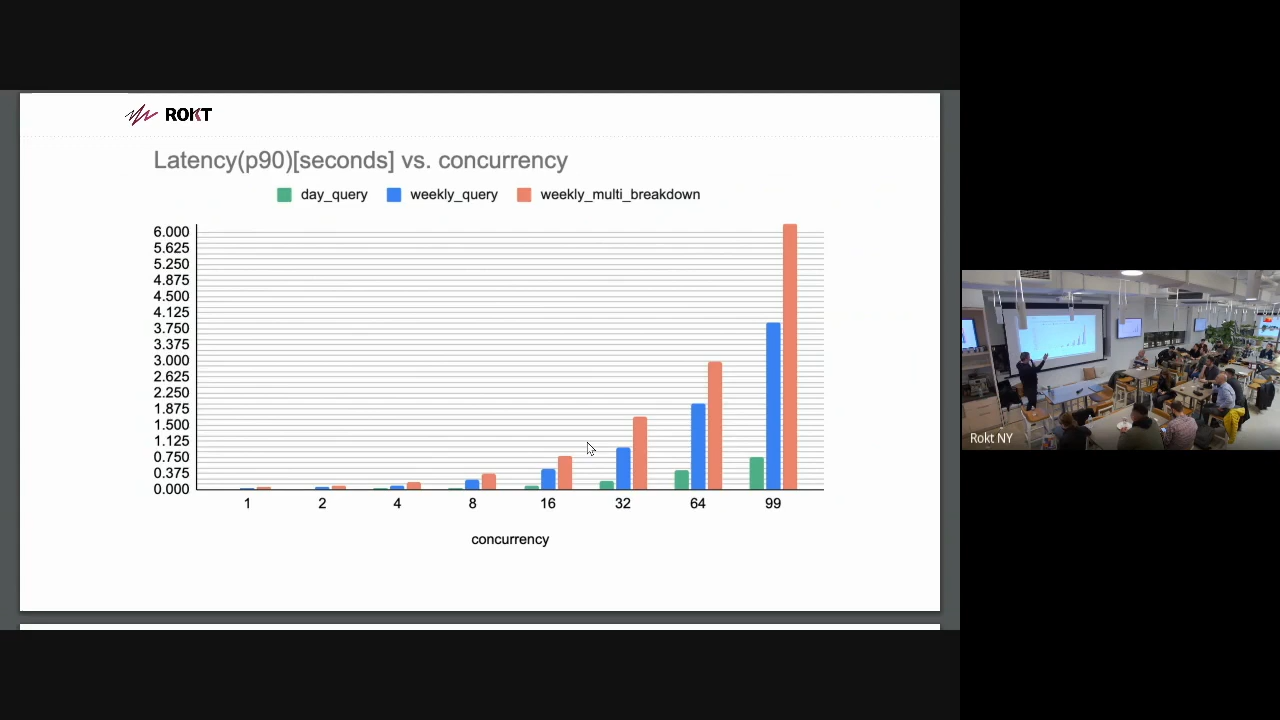 ROKT
Latency(p90)[seconds] vs. concurrency
day_query weekly_query weekly_multi_breakdown
6.000
5.625
5.250
4.875
4.500
4.125
3.750
3.375
3.000
2.625
2.250
1.875
1.500
1.125
0.750
0.375
0.000
1 2 4 8 16 32 64 99
concurrency
Rokt NY